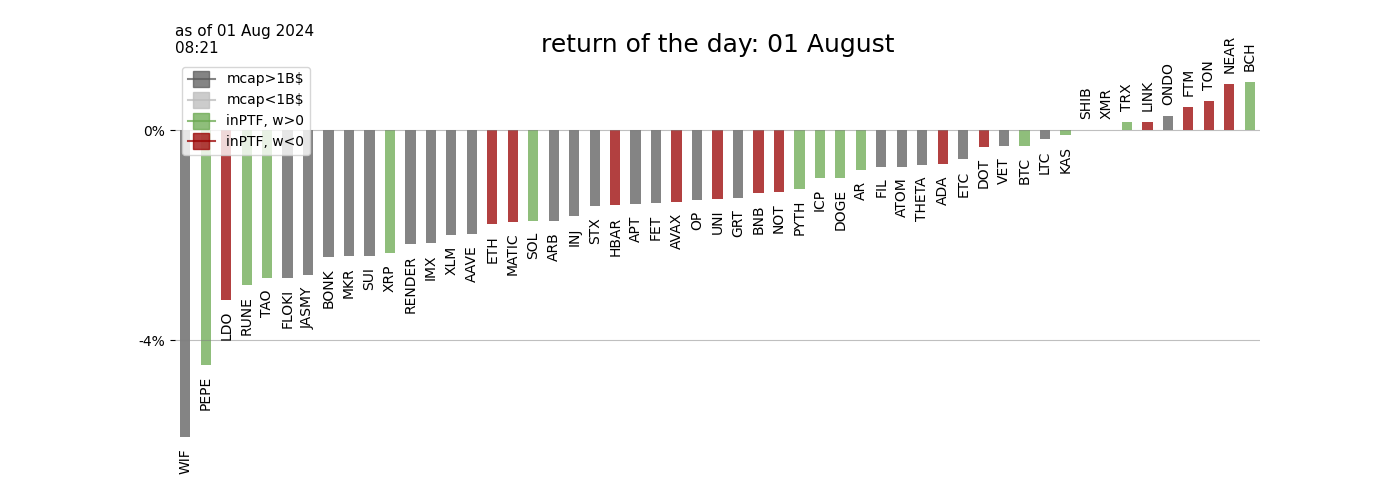 as of 01 Aug 2024
08:21
return of the day: 01 August
mcap>1B$
mcap<1B$
inPTF, w>0
inPTF, w<0
0%
-4%
WIF
PEPE
LDO
RUNE
TAO
FLOKI
JASMY
BONK
MKR
SUI
XRP
RENDER
IMX
XLM
AAVE
ETH
MATIC
SOL
ARB
INJ
STX
HBAR
APT
FET
AVAX
OP
UNI
GRT
BNB
NOT
PYTH
ICP
DOGE
AR
FIL
ATOM
THETA
ADA
ETC
DOT
VET
BTC
LTC
KAS
SHIB
XMR
TRX
LINK
ONDO
FTM
TON
NEAR
BCH